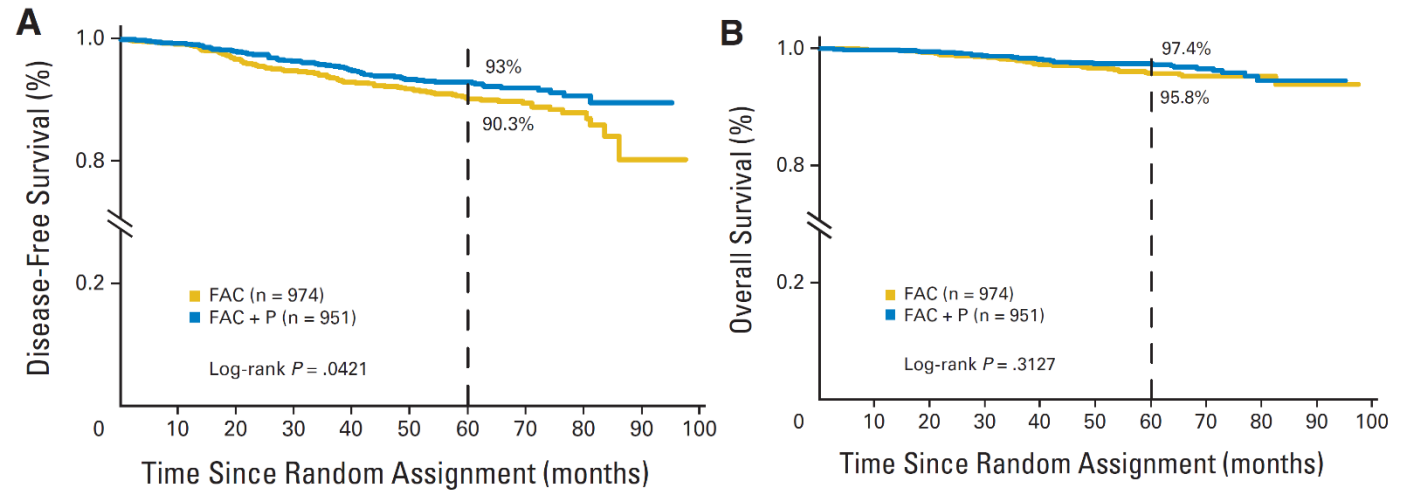 A
Disease-Free Survival (%)
1.0
0.8
0.2
93%
90.3%
FAC (n = 974)
FAC + P (n = 951)
Log-rank P = .0421
0 10 20 30 40 50 60 70 80 90 100
Time Since Random Assignment (months)
B
Overall Survival (%)
1.0
0.8
0.2
97.4%
95.8%
FAC (n = 974)
FAC + P (n = 951)
Log-rank P = .3127
0 10 20 30 40 50 60 70 80 90 100
Time Since Random Assignment (months)